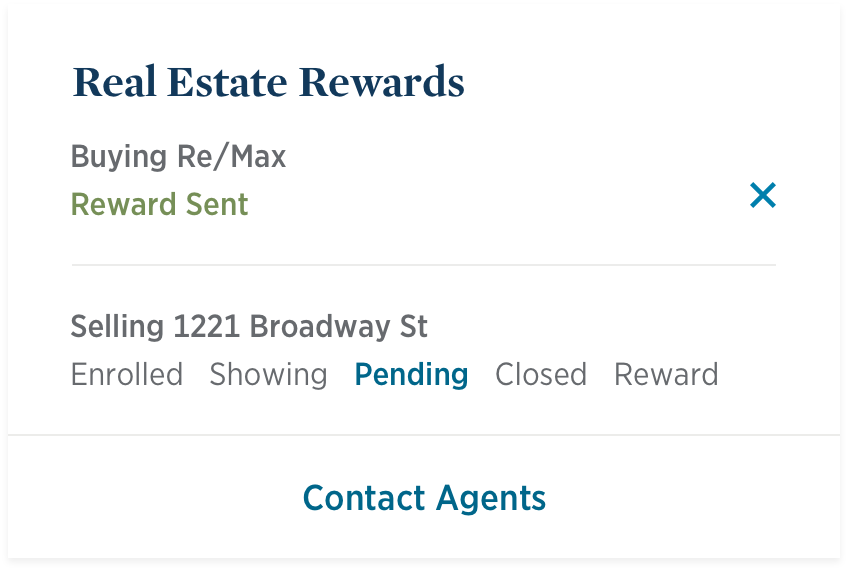 Real Estate Rewards
Buying Re/Max
Reward Sent
Selling 1221 Broadway St
Enrolled Showing Pending Closed Reward
Contact Agents